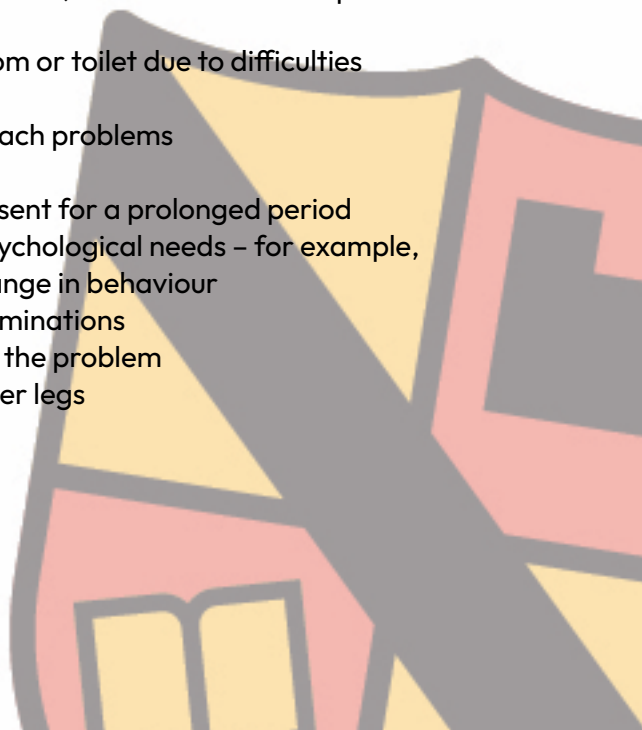 om or toilet due to difficulties
ach problems
sent for a prolonged period
ychological needs – for example,
ange in behaviour
minations
the problem
er legs